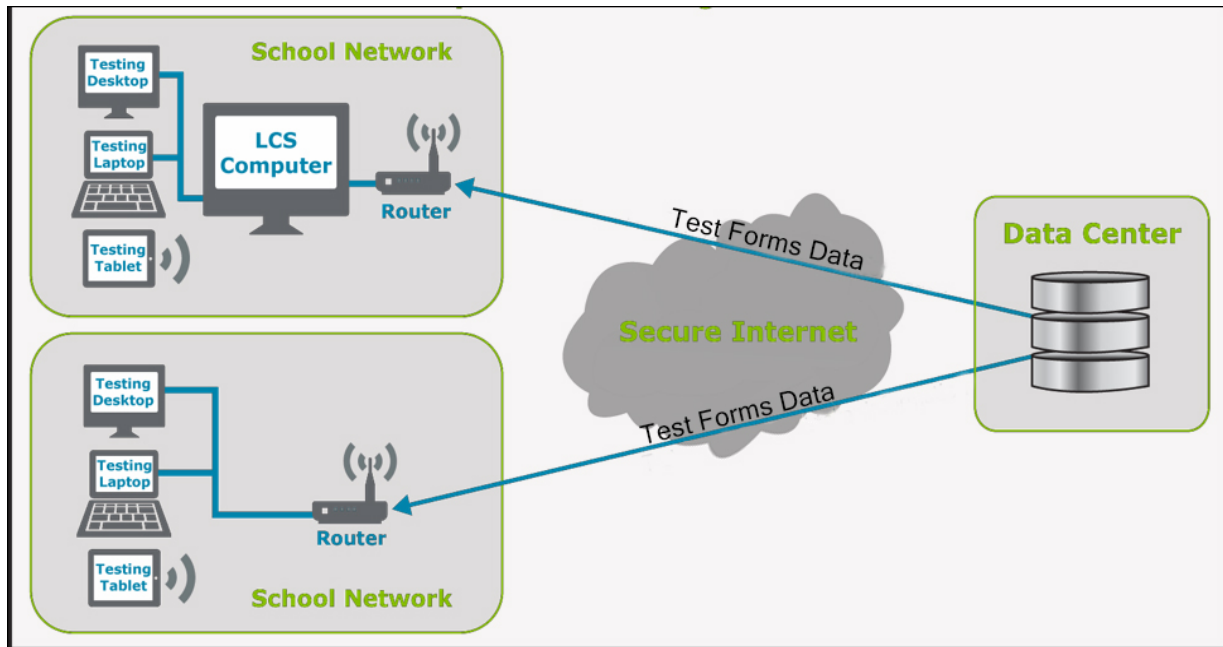 School Network
Testing
Desktop
Testing
Laptop
LCS
Computer
Router
Testing
Tablet
Test Forms Data
Secure Internet
Data Center
Test Forms Data
Testing
Desktop
Testing
Laptop
Router
Testing
Tablet
School Network